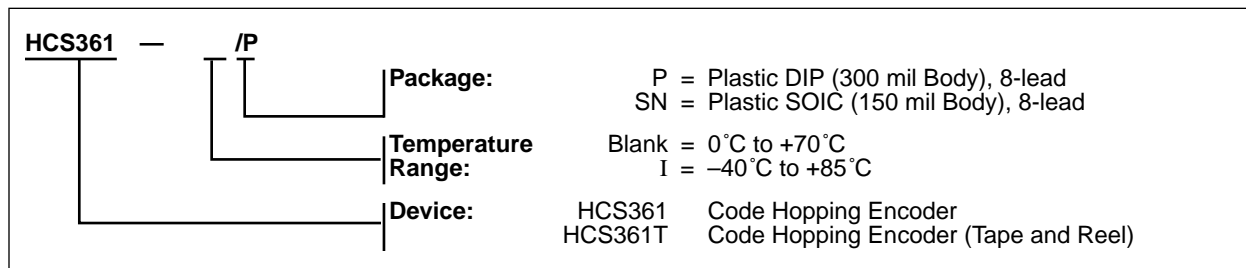 HCS361 — /P
Package: P = Plastic DIP (300 mil Body), 8-lead
SN = Plastic SOIC (150 mil Body), 8-lead
Temperature Blank = 0˚C to +70˚C
Range: I = –40˚C to +85˚C
Device: HCS361 Code Hopping Encoder
HCS361T Code Hopping Encoder (Tape and Reel)